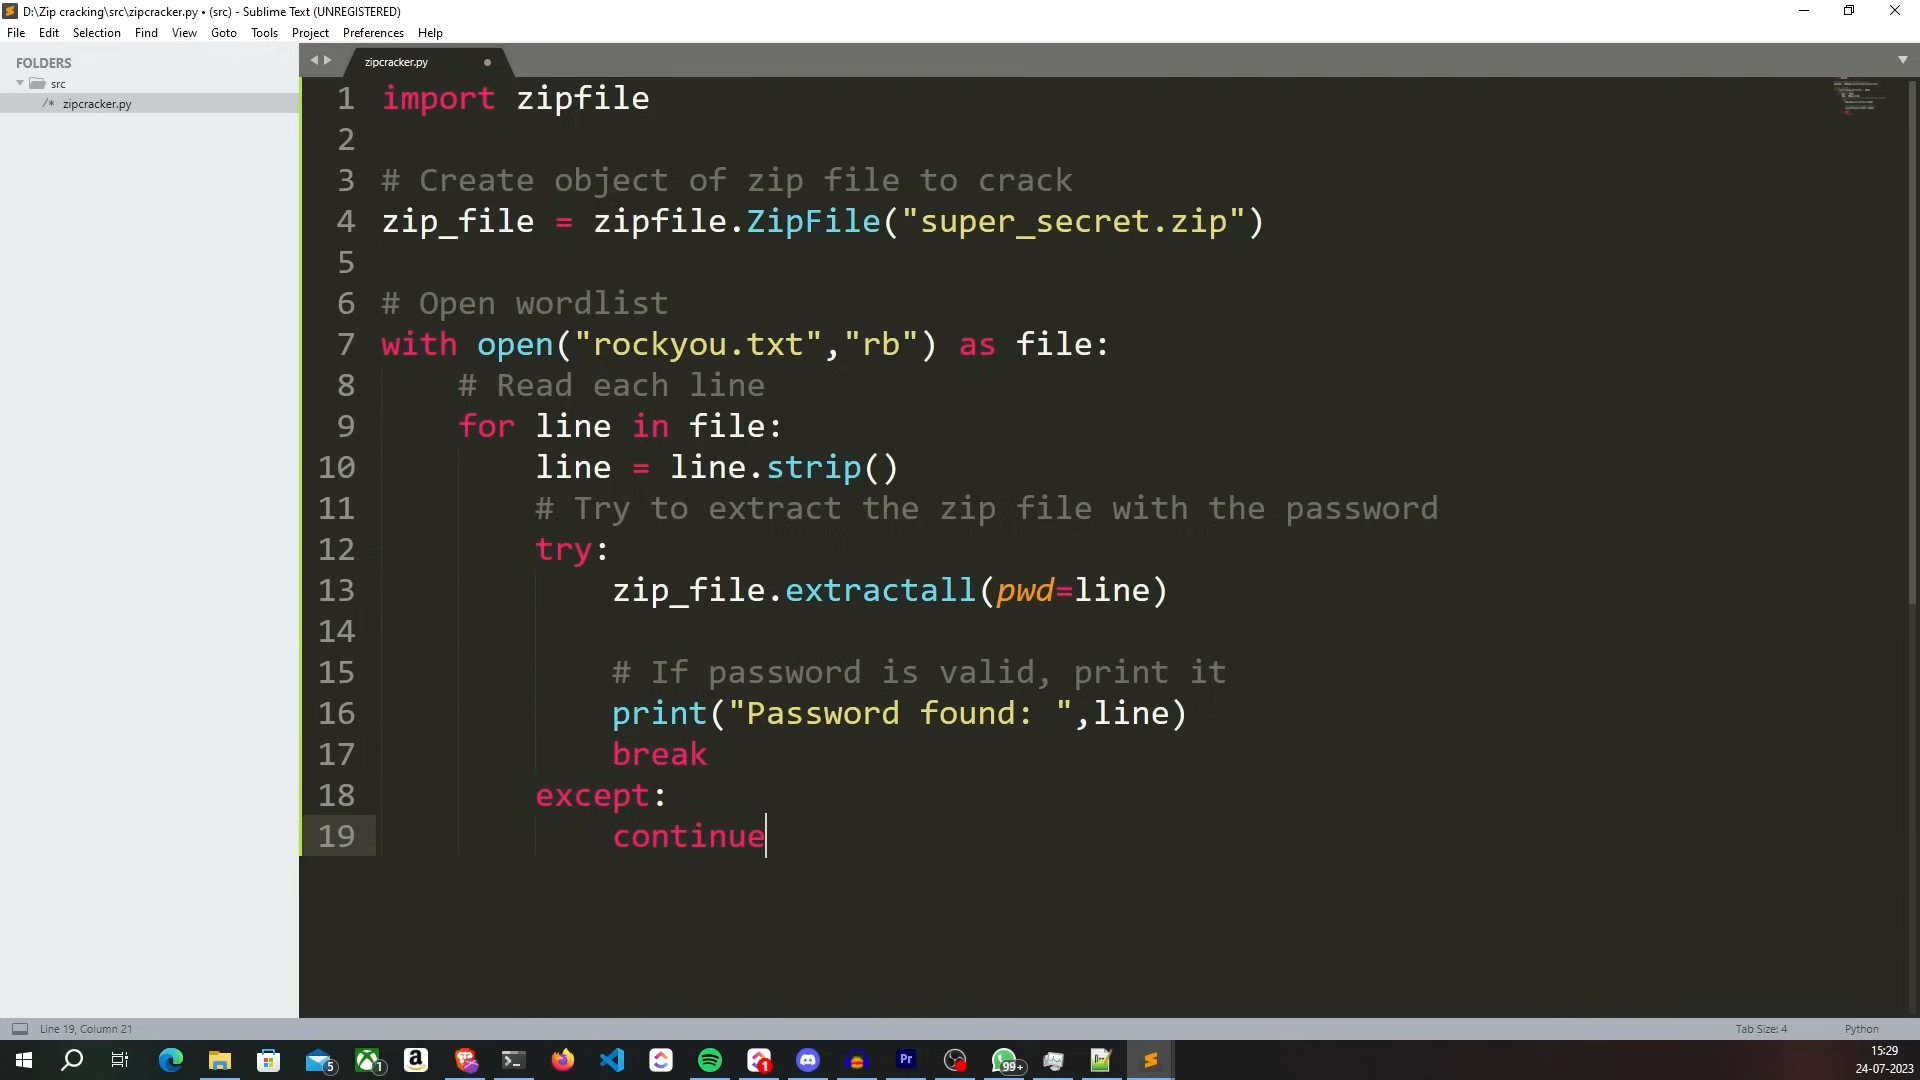 D:\Zip cracking\src\zipcracker.py • (src) - Sublime Text (UNREGISTERED)
File Edit Selection Find View Goto Tools Project Preferences Help
FOLDERS
src
/* zipcracker.py
zipcracker.py
1 import zipfile
2
3 # Create object of zip file to crack
4 zip_file = zipfile.ZipFile("super_secret.zip")
5
6 # Open wordlist
7 with open("rockyou.txt","rb") as file:
8     # Read each line
9     for line in file:
10         line = line.strip()
11         # Try to extract the zip file with the password
12         try:
13             zip_file.extractall(pwd=line)
14
15             # If password is valid, print it
16             print("Password found: ",line)
17             break
18         except:
19             continue
Line 19, Column 21
Tab Size: 4
Python
5
1
a
1
Pr
99+
15:29
24-07-2023